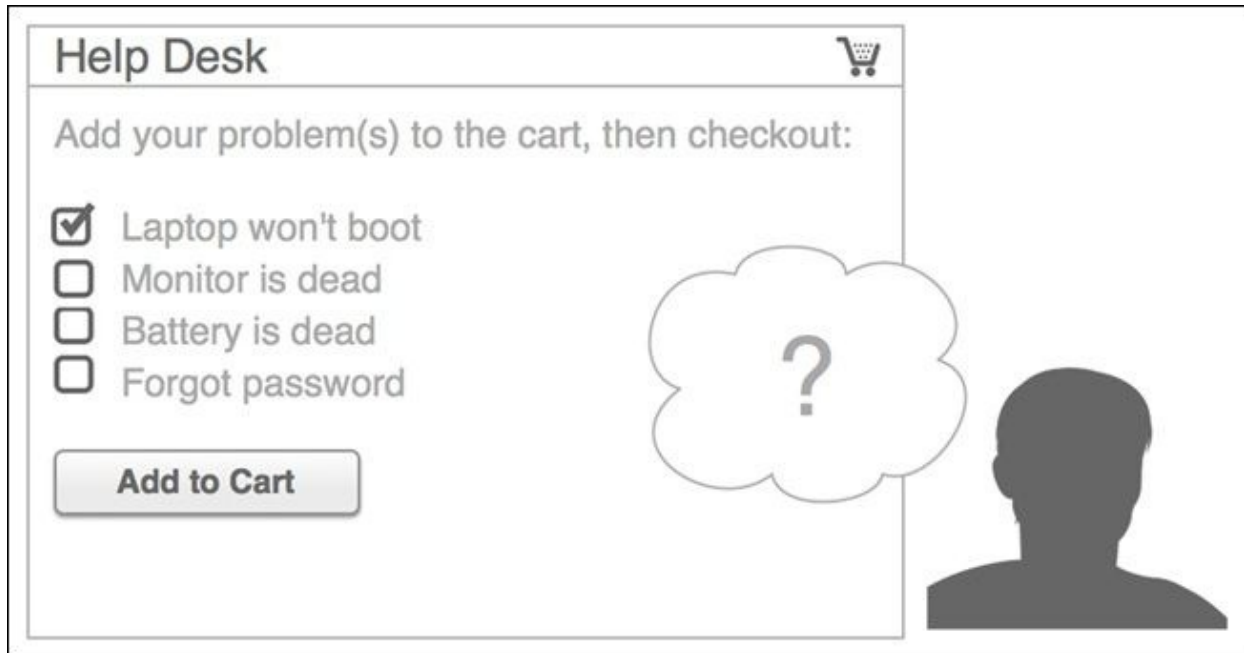 Help Desk
Add your problem(s) to the cart, then checkout:
Laptop won't boot
Monitor is dead
Battery is dead
Forgot password
?
Add to Cart